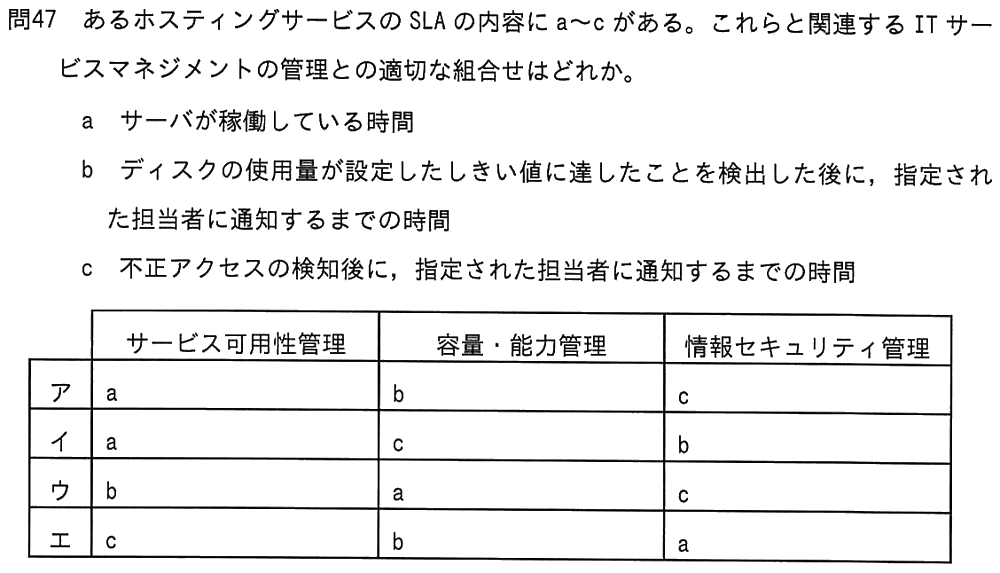 問47 あるホスティングサービスの SLA の内容に a～c がある。これらと関連する IT サー
ビスマネジメントの管理との適切な組合せはどれか。
a サーバが稼働している時間
b ディスクの使用量が設定したしきい値に達したことを検出した後に，指定され
た担当者に通知するまでの時間
c 不正アクセスの検知後に，指定された担当者に通知するまでの時間
サービス可用性管理 容量・能力管理 情報セキュリティ管理
ア a b c
イ a c b
ウ b a c
エ c b a